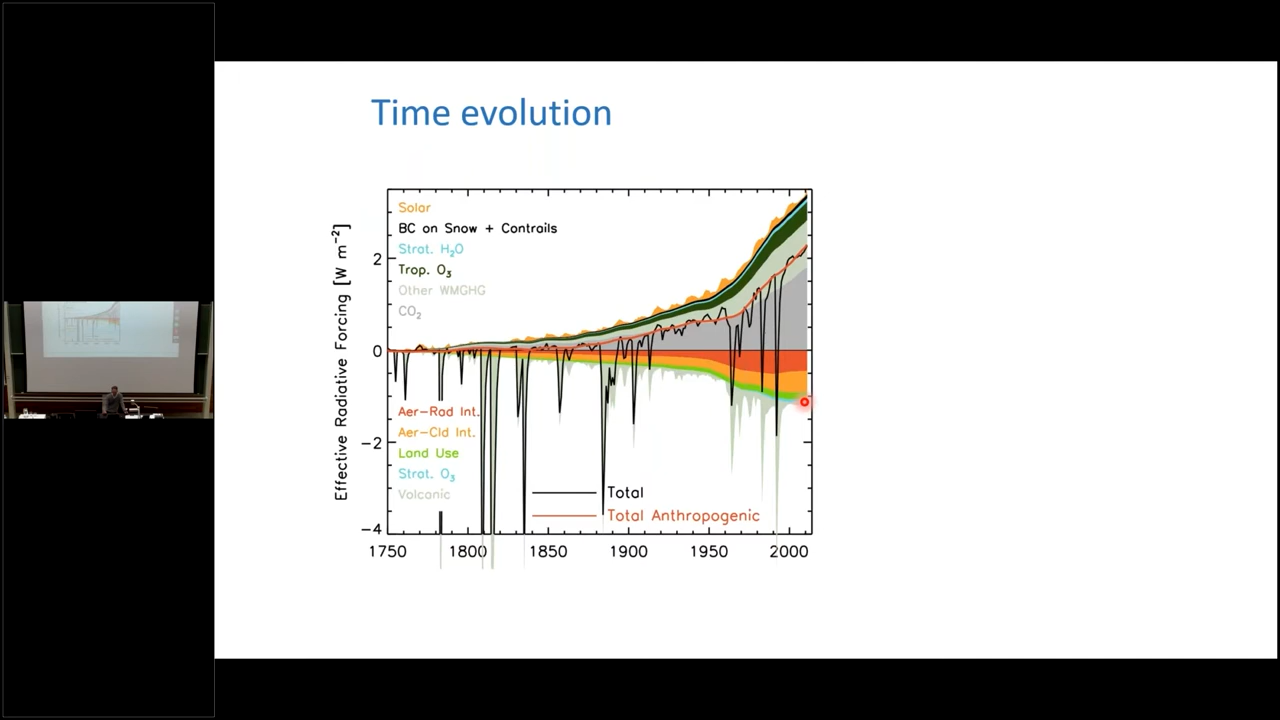 Time evolution
Effective Radiative Forcing [W m⁻²]
Solar
BC on Snow + Contrails
Strat. H₂O
Trop. O₃
Other WMGHG
CO₂
2
0
−2
−4
Aer−Rad Int.
Aer−Cld Int.
Land Use
Strat. O₃
Volcanic
Total
Total Anthropogenic
1750 1800 1850 1900 1950 2000